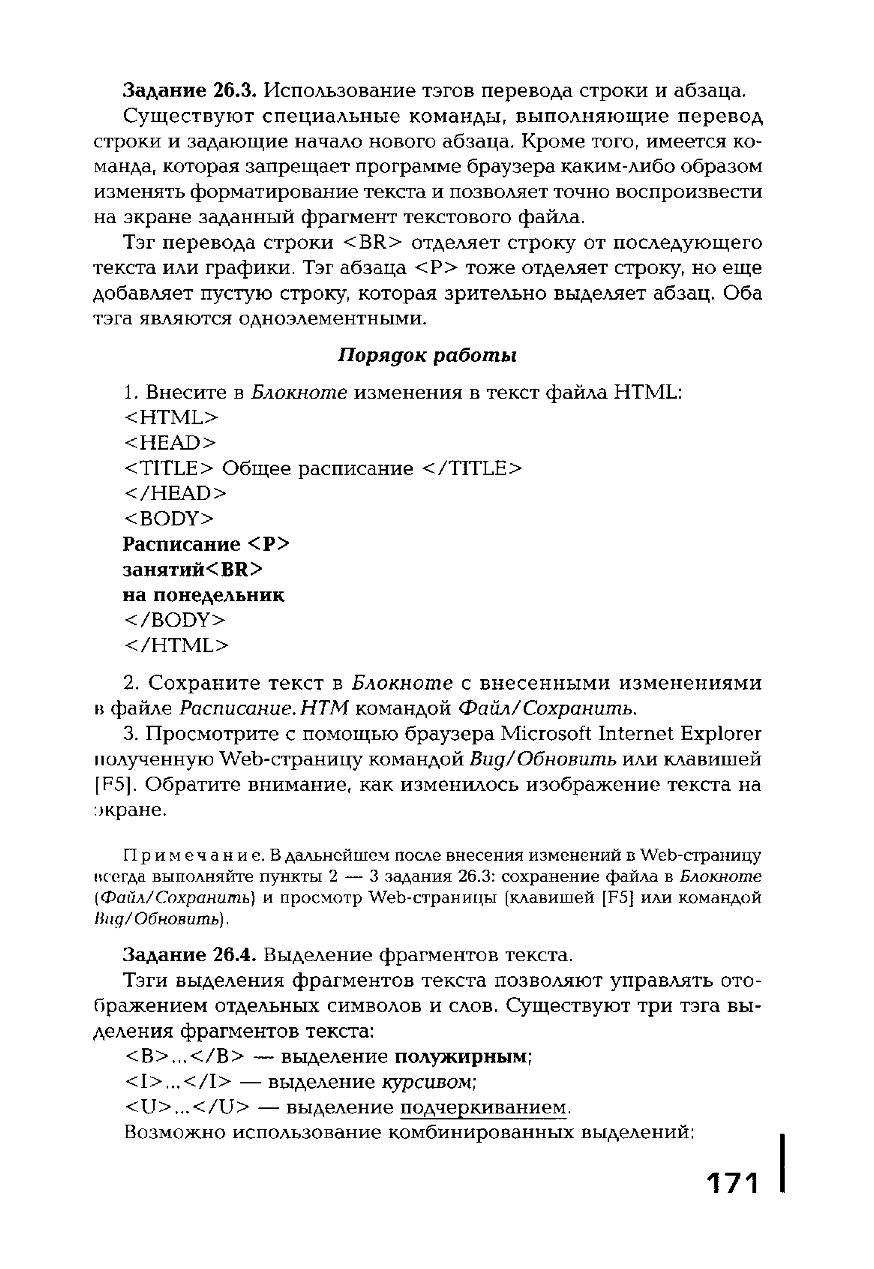 Задание 26.3. Использование тэгов перевода строки и абзаца.
Существуют специальные команды, выполняющие перевод
строки и задающие начало нового абзаца. Кроме того, имеется ко-
манда, которая запрещает программе браузера каким-либо образом
изменять форматирование текста и позволяет точно воспроизвести
на экране заданный фрагмент текстового файла.
Тэг перевода строки <BR> отделяет строку от последующего
текста или графики. Тэг абзаца <P> тоже отделяет строку, но еще
добавляет пустую строку, которая зрительно выделяет абзац. Оба
тэга являются одноэлементными.
Порядок работы
1. Внесите в Блокноте изменения в текст файла HTML:
<HTML>
<HEAD>
<TITLE> Общее расписание </TITLE>
</HEAD>
<BODY>
Расписание <P>
занятий<BR>
на понедельник
</BODY>
</HTML>
2. Сохраните текст в Блокноте с внесенными изменениями
в файле Расписание.HTM командой Файл/Сохранить.
3. Просмотрите с помощью браузера Microsoft Internet Explorer
полученную Web-страницу командой Вид/Обновить или клавишей
[F5]. Обратите внимание, как изменилось изображение текста на
экране.
Примечание. В дальнейшем после внесения изменений в Web-страницу
всегда выполняйте пункты 2 — 3 задания 26.3: сохранение файла в Блокноте
(Файл/Сохранить) и просмотр Web-страницы (клавишей [F5] или командой
Вид/Обновить).
Задание 26.4. Выделение фрагментов текста.
Тэги выделения фрагментов текста позволяют управлять ото-
бражением отдельных символов и слов. Существуют три тэга вы-
деления фрагментов текста:
<B>...</B> — выделение полужирным;
<I>...</I> — выделение курсивом;
<U>...</U> — выделение подчеркиванием.
Возможно использование комбинированных выделений:
171